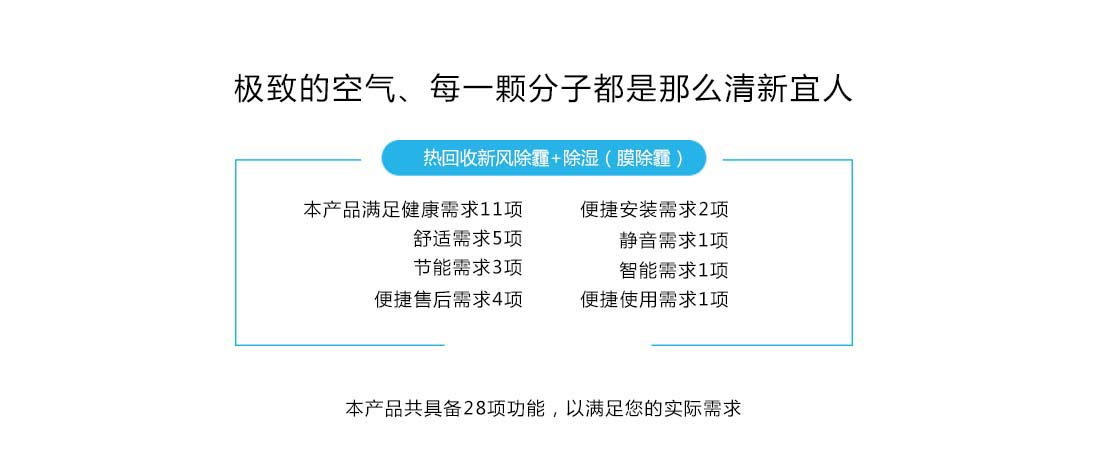 极致的空气、每一颗分子都是那么清新宜人
热回收新风除霾+除湿（膜除霾）
本产品满足健康需求11项
舒适需求5项
节能需求3项
便捷售后需求4项
便捷安装需求2项
静音需求1项
智能需求1项
便捷使用需求1项
本产品共具备28项功能，以满足您的实际需求